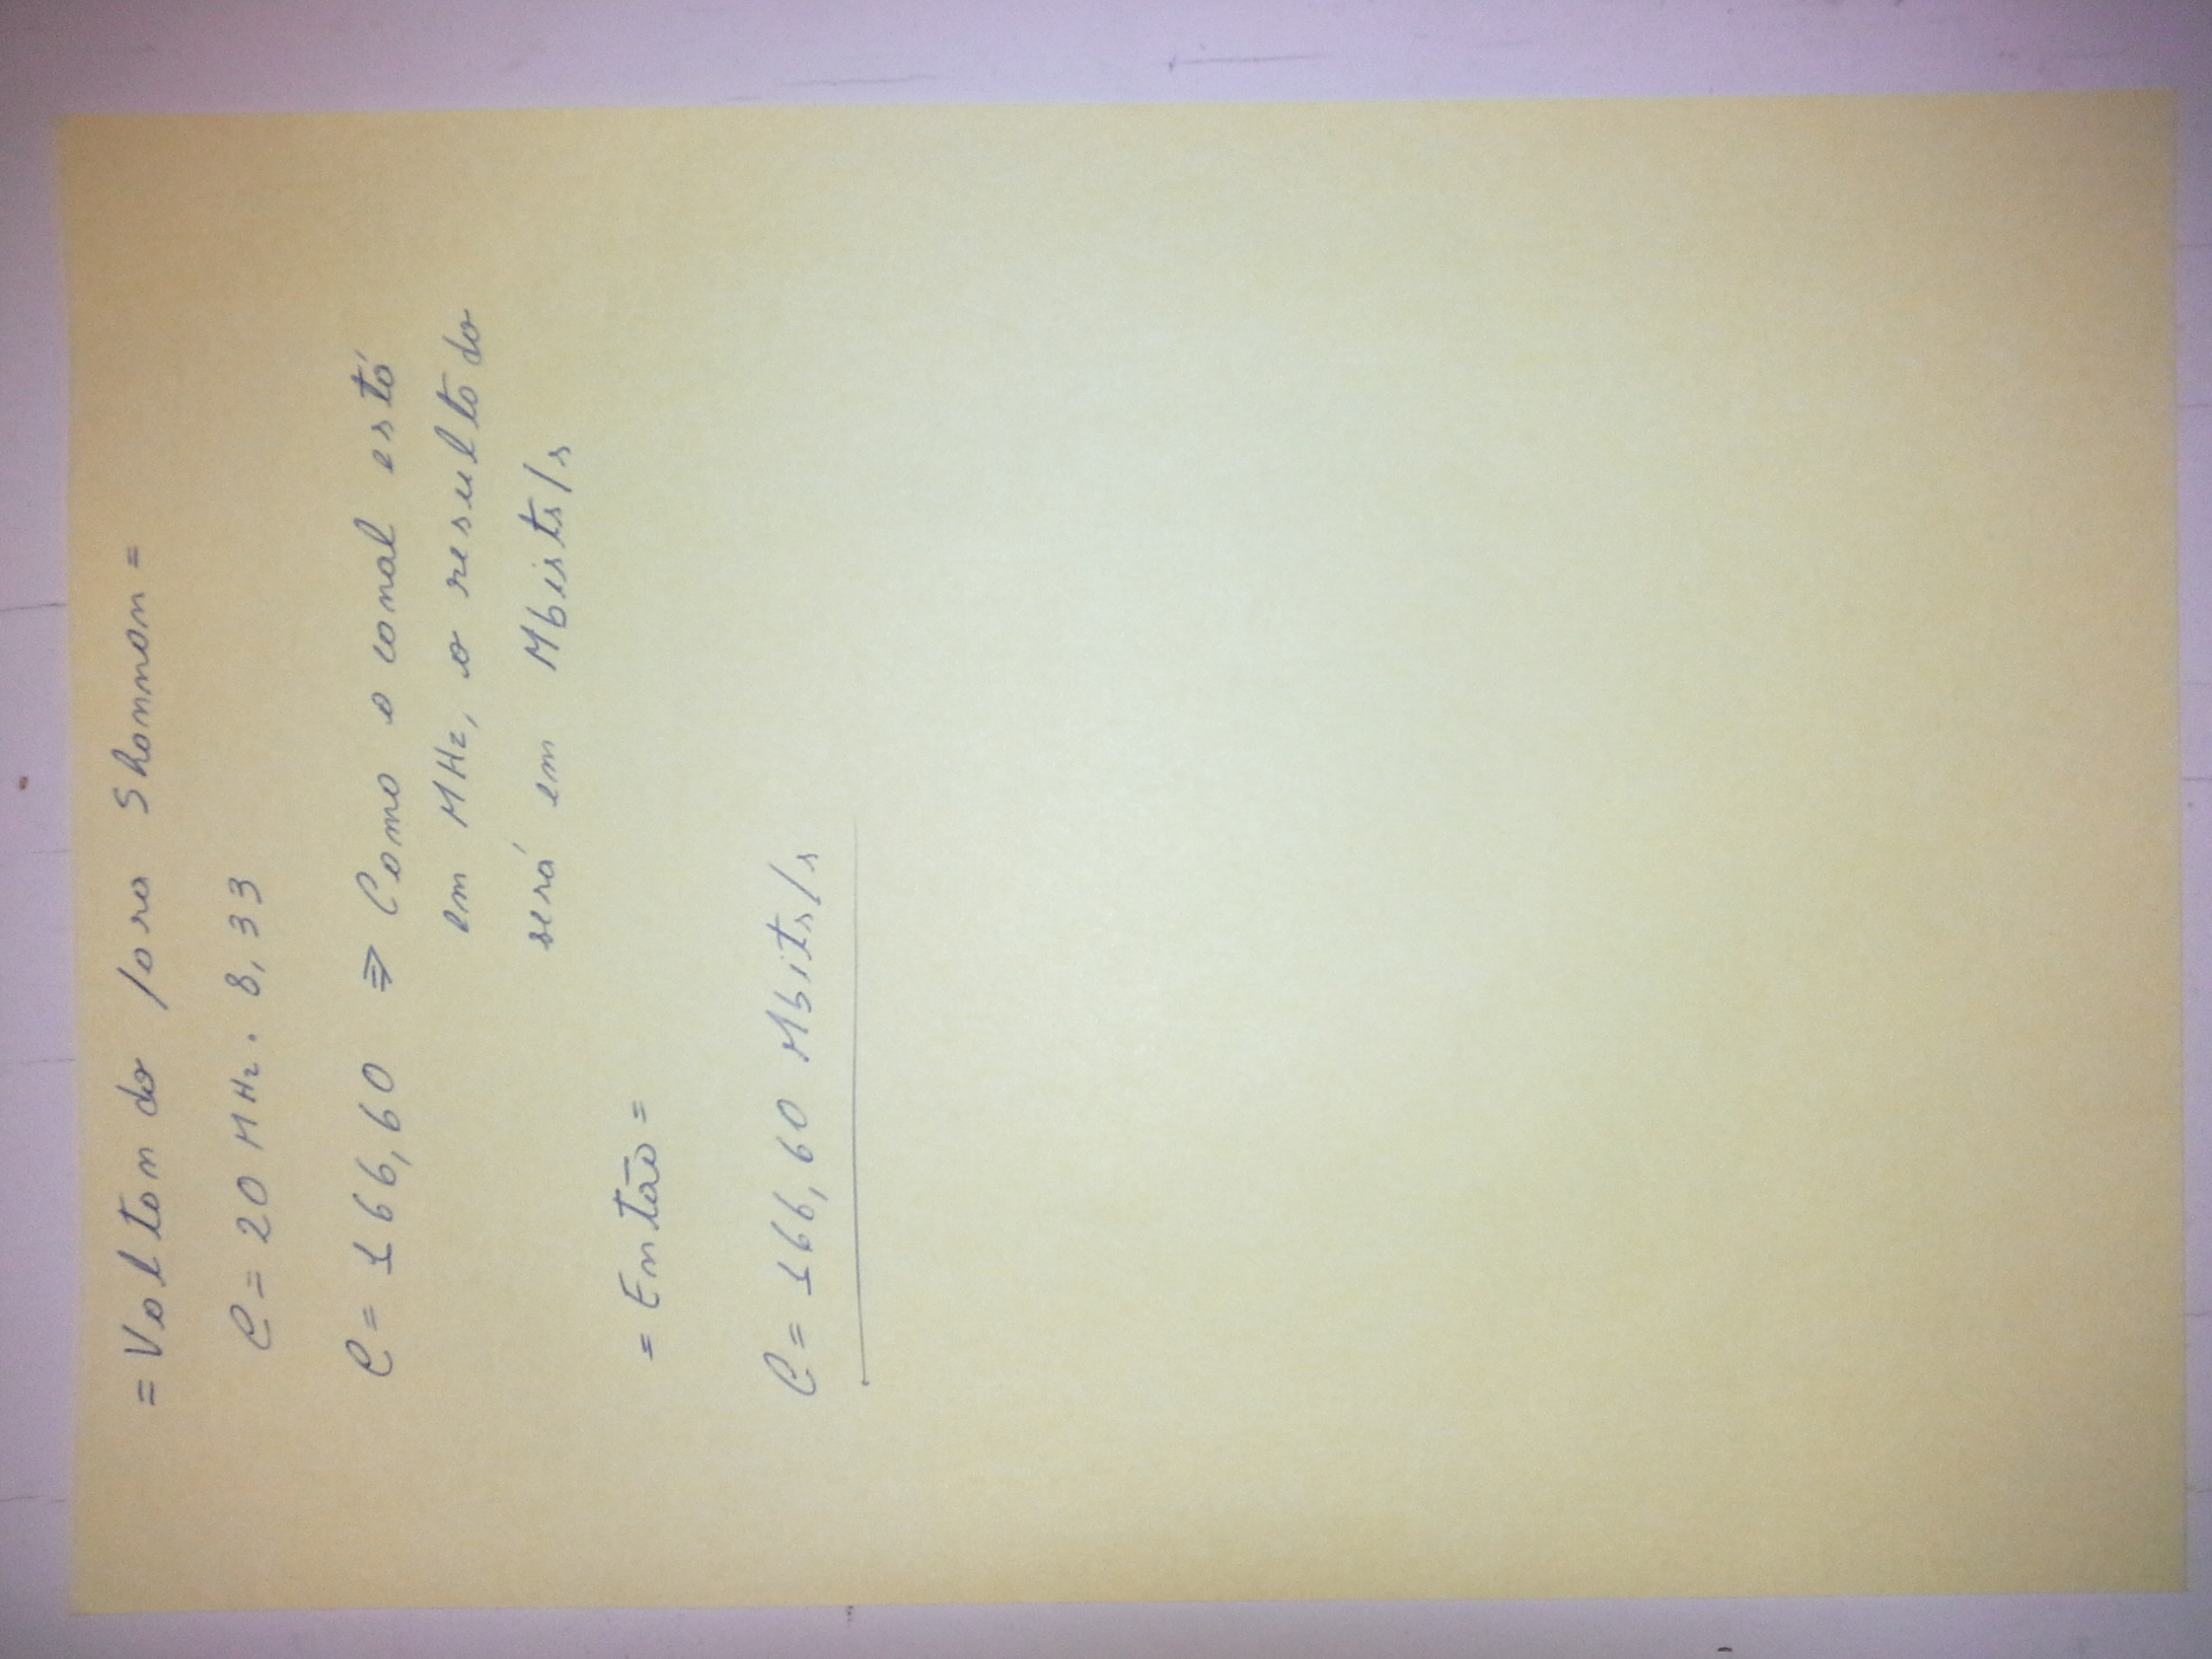 = Voltando para Shannon =
C = 20 MHz . 8,33
C = 166,60 => Como o canal está
em MHz, o resultado
será em Mbists/s
= Então =
C = 166,60 Mbits/s